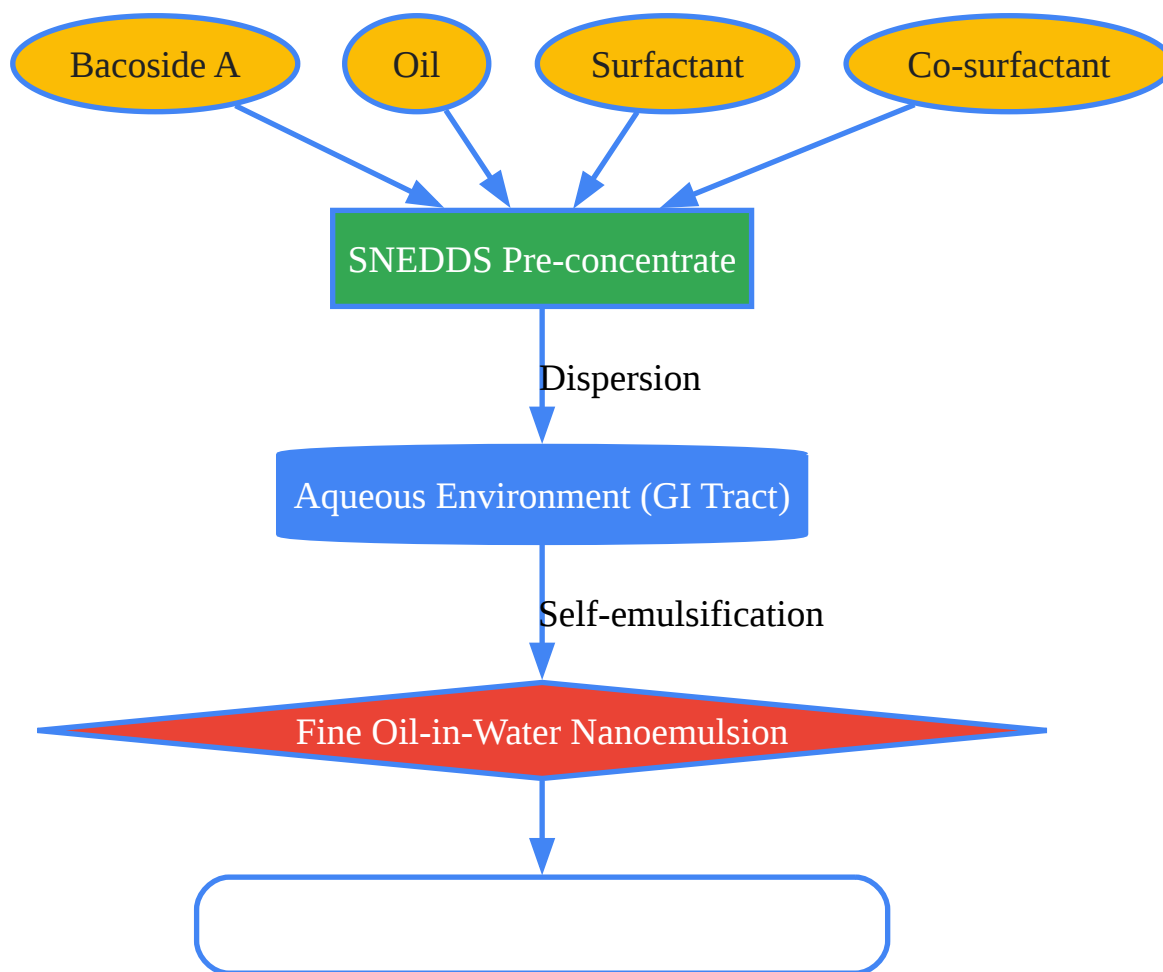 Bacoside A
Oil
Surfactant
Co-surfactant
SNEDDS Pre-concentrate
Dispersion
Aqueous Environment (GI Tract)
Self-emulsification
Fine Oil-in-Water Nanoemulsion